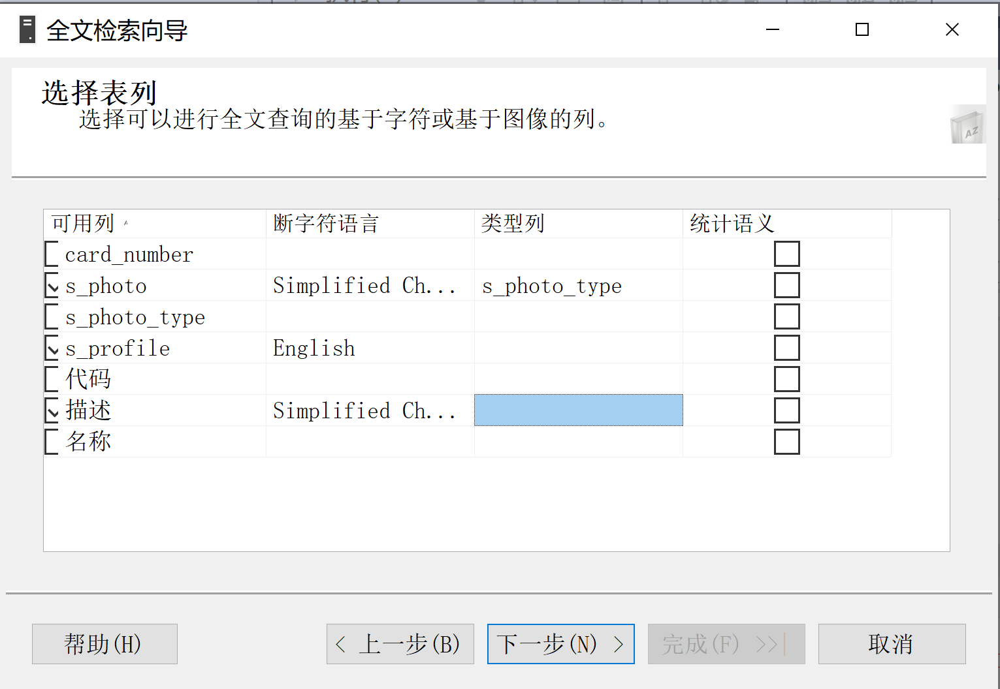 全文检索向导
选择表列
选择可以进行全文查询的基于字符或基于图像的列。
AZ
可用列 断字符语言 类型列 统计语义
card_number
s_photo Simplified Ch... s_photo_type
s_photo_type
s_profile English
代码
描述 Simplified Ch...
名称
帮助(H) < 上一步(B) 下一步(N) > 完成(F) >>| 取消